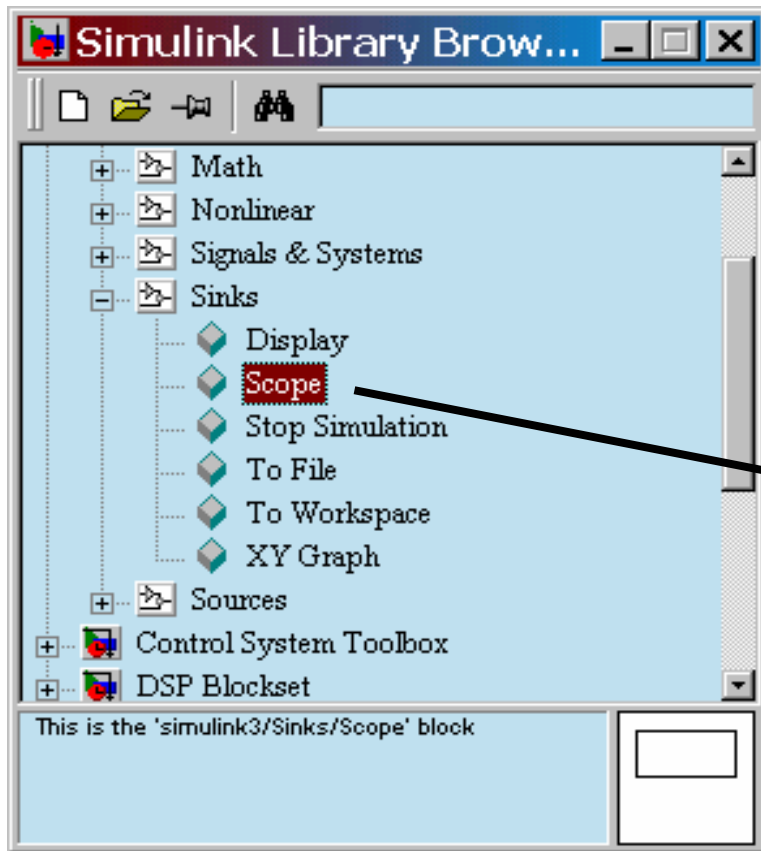 Simulink Library Brow...
Math
Nonlinear
Signals & Systems
Sinks
Display
Scope
Stop Simulation
To File
To Workspace
XY Graph
Sources
Control System Toolbox
DSP Blockset
This is the 'simulink3/Sinks/Scope' block